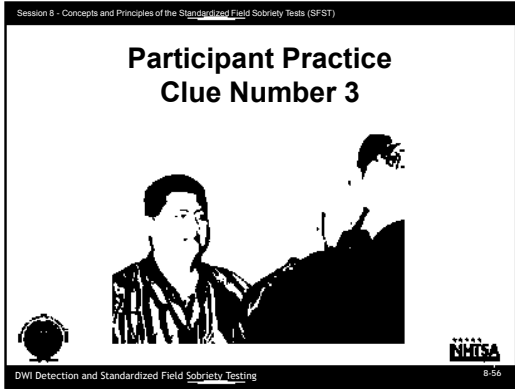 Session 8 - Concepts and Principles of the Standardized Field Sobriety Tests (SFST)
Participant Practice
Clue Number 3
NHTSA
DWI Detection and Standardized Field Sobriety Testing
8-56